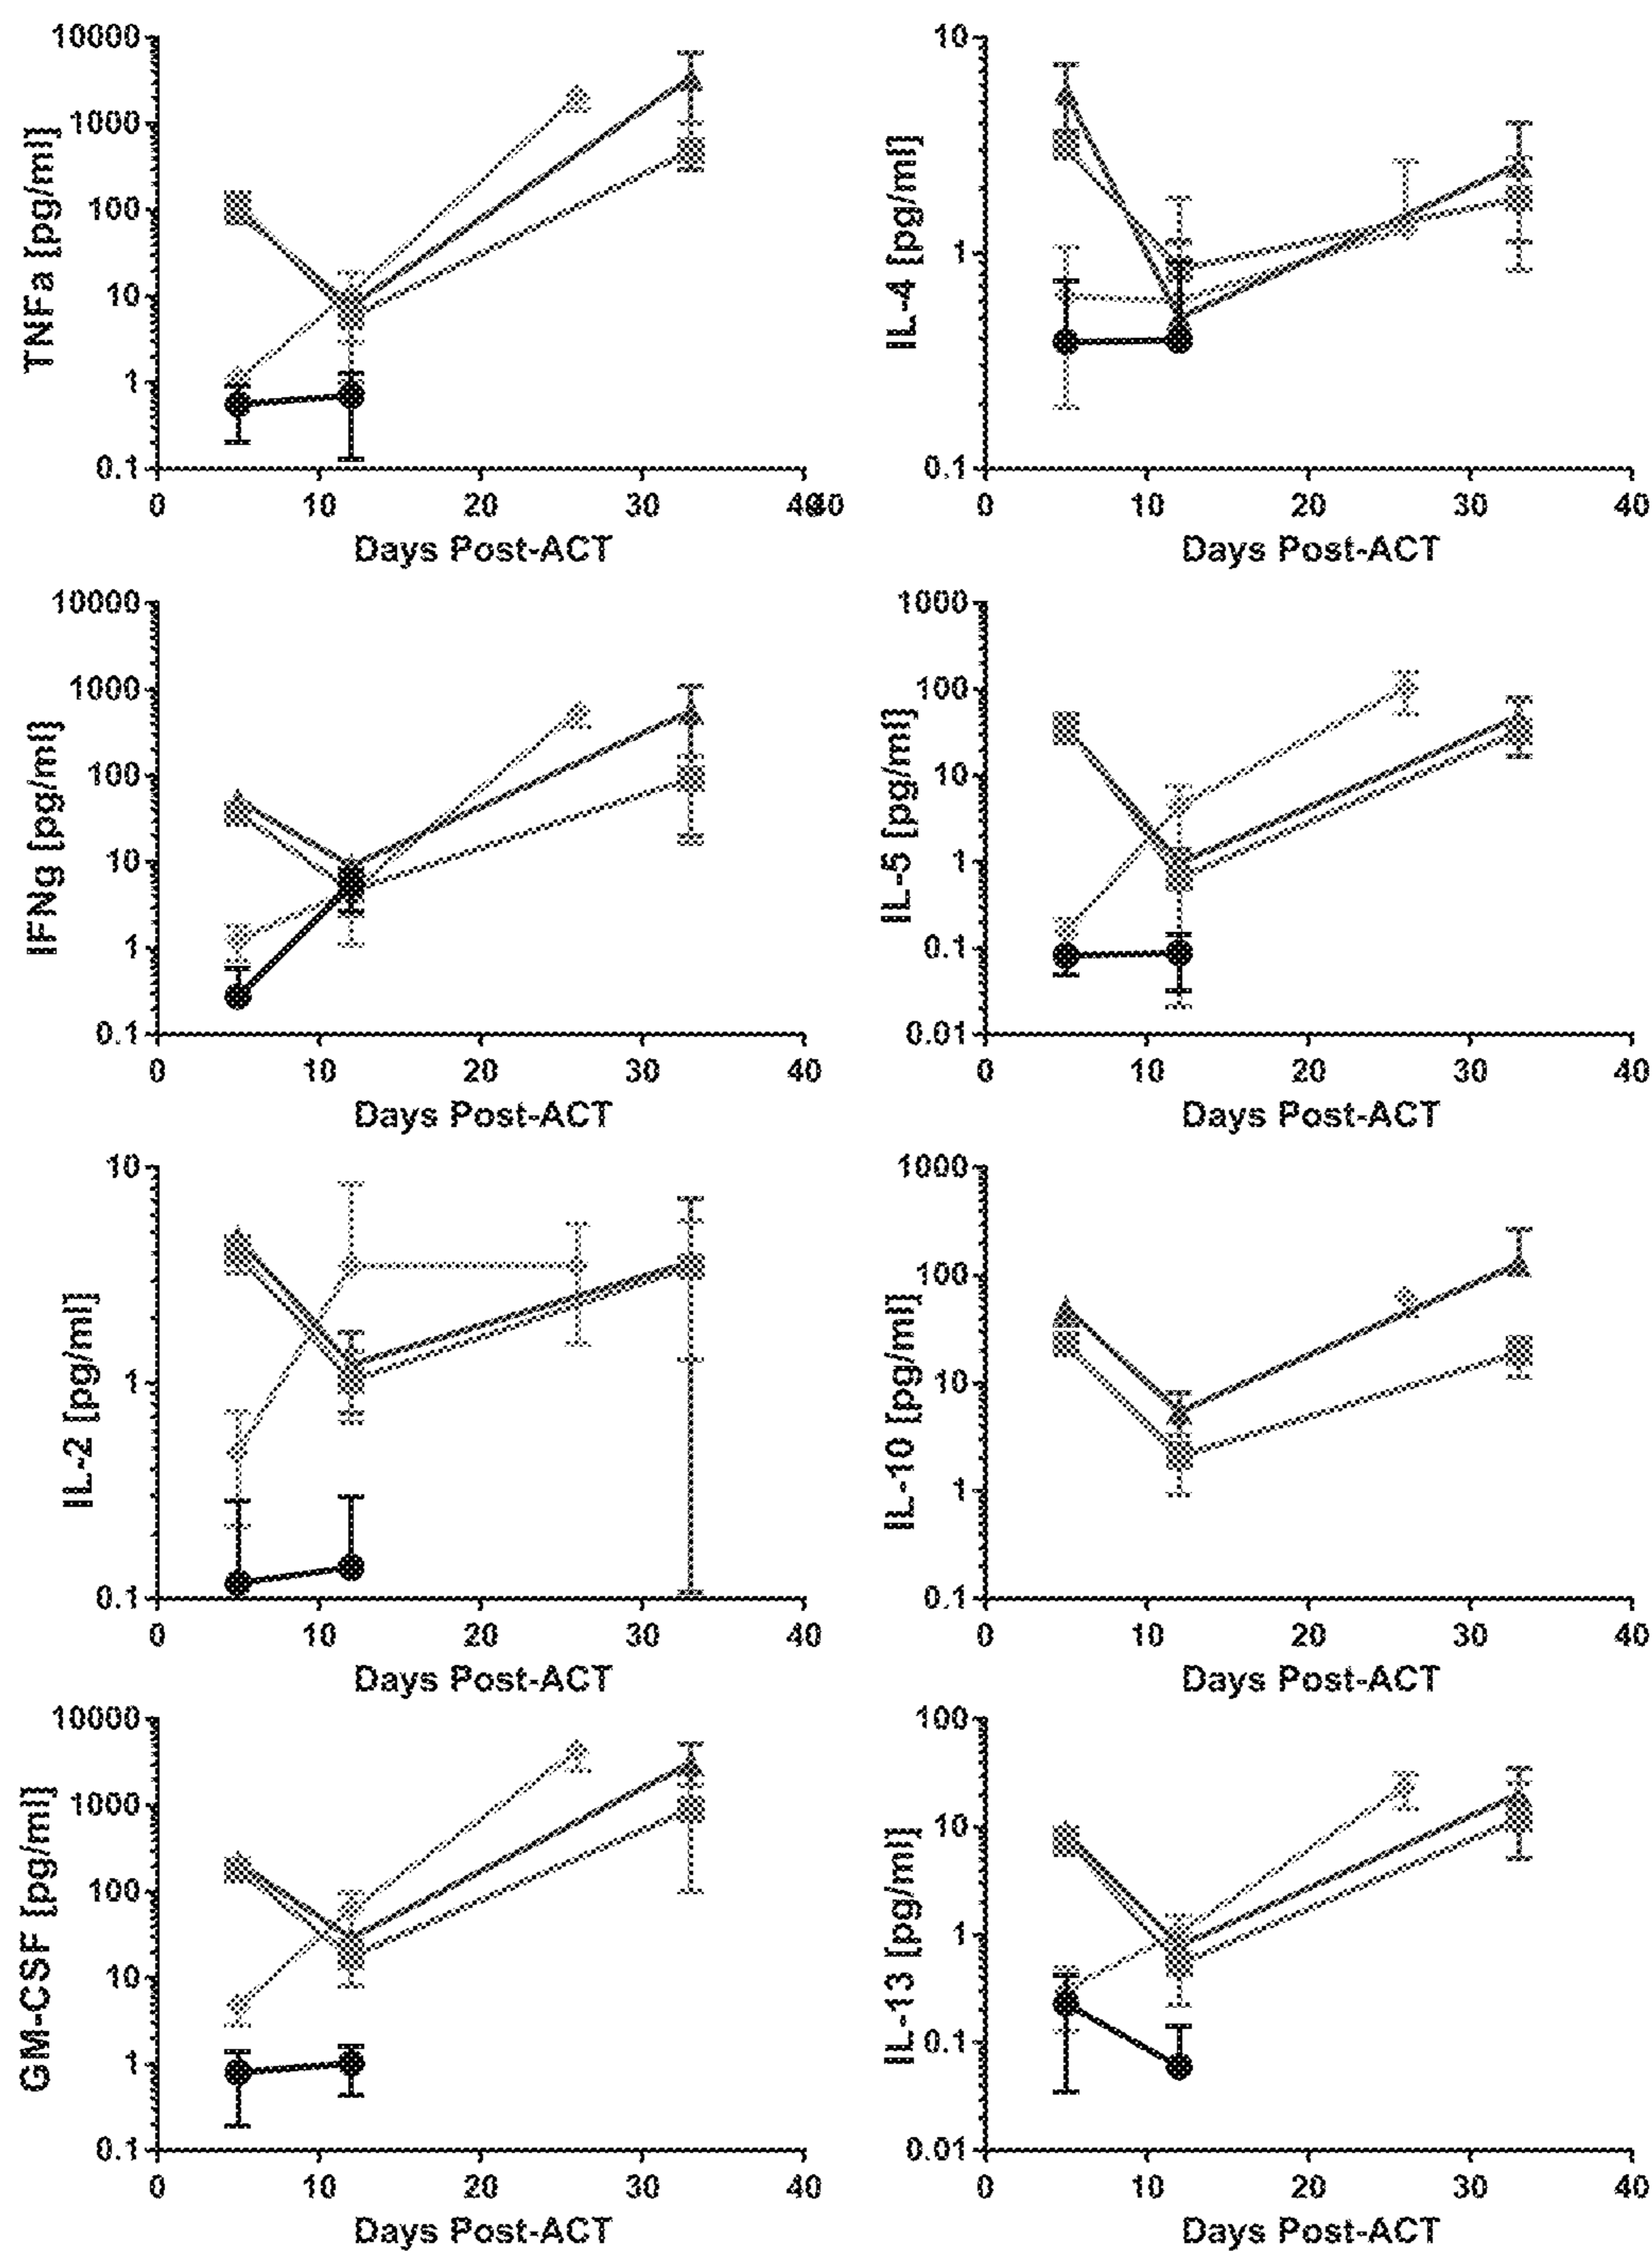 TNFa [pg/ml]
10000
1000
100
10
1
0.1
0 10 20 30 40
Days Post-ACT
IL-4 [pg/ml]
10
1
0.1
0 10 20 30 40
Days Post-ACT
IFNg [pg/ml]
10000
1000
100
10
1
0.1
0 10 20 30 40
Days Post-ACT
IL-5 [pg/ml]
1000
100
10
1
0.1
0.01
0 10 20 30 40
Days Post-ACT
IL-2 [pg/ml]
10
1
0.1
0 10 20 30 40
Days Post-ACT
IL-10 [pg/ml]
1000
100
10
1
0.1
0 10 20 30 40
Days Post-ACT
GM-CSF [pg/ml]
10000
1000
100
10
1
0.1
0 10 20 30 40
Days Post-ACT
IL-13 [pg/ml]
100
10
1
0.1
0.01
0 10 20 30 40
Days Post-ACT